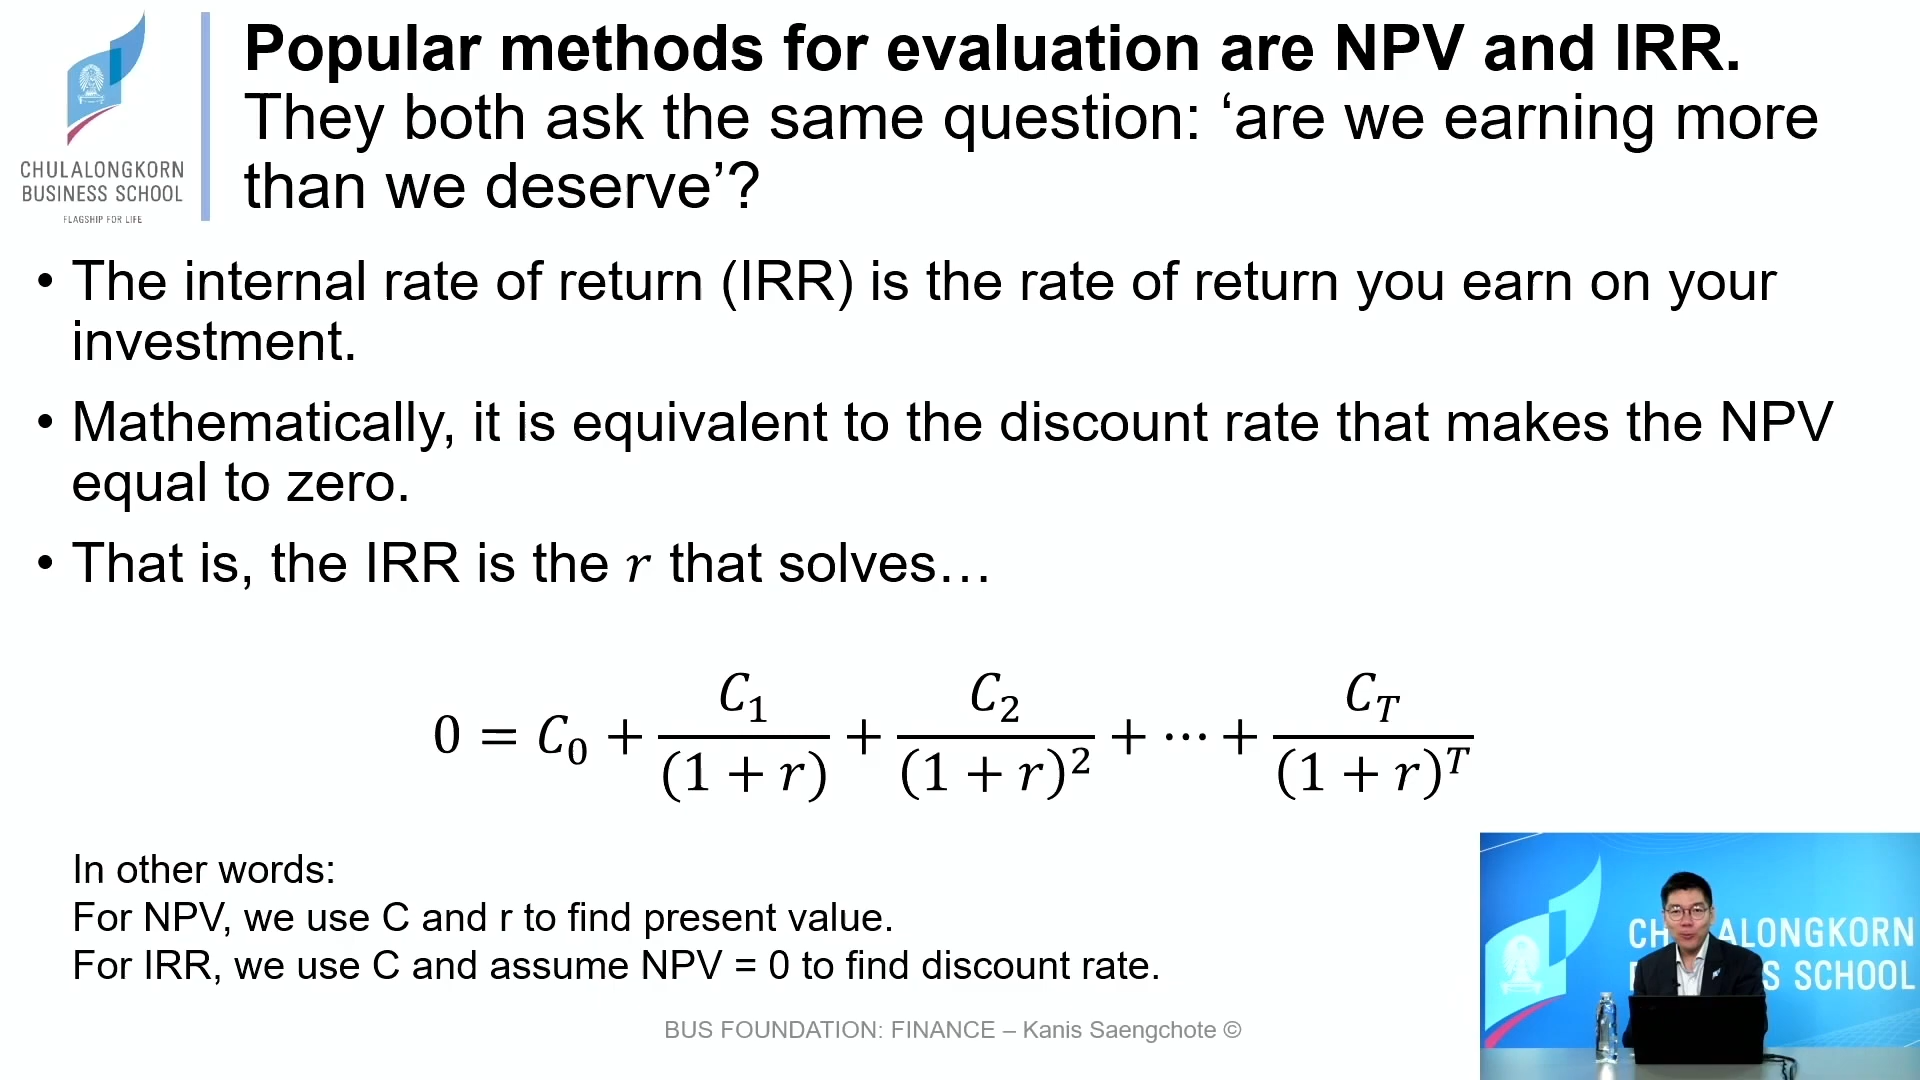 CHULALONGKORN
BUSINESS SCHOOL
FLAGSHIP FOR LIFE
Popular methods for evaluation are NPV and IRR.
They both ask the same question: ‘are we earning more
than we deserve’?
• The internal rate of return (IRR) is the rate of return you earn on your
investment.
• Mathematically, it is equivalent to the discount rate that makes the NPV
equal to zero.
• That is, the IRR is the r that solves…
0 = C₀ + C₁/(1 + r) + C₂/(1 + r)² + ⋯ + C_T/(1 + r)^T
In other words:
For NPV, we use C and r to find present value.
For IRR, we use C and assume NPV = 0 to find discount rate.
BUS FOUNDATION: FINANCE – Kanis Saengchote ©
CH ALONGKORN
S SCHOOL